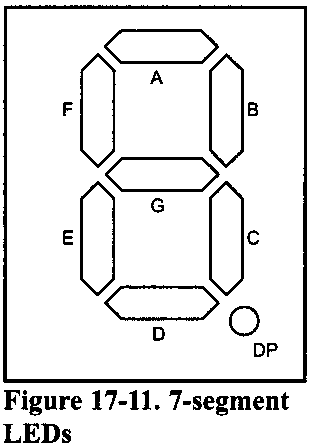 A
F
B
G
E
C
D
DP
Figure 17-11. 7-segment
LEDs